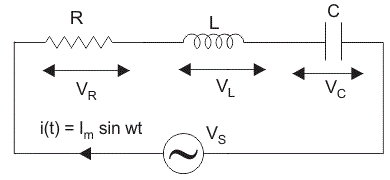 R
L
C
V_R
V_L
V_C
i(t) = I_m sin wt
V_S